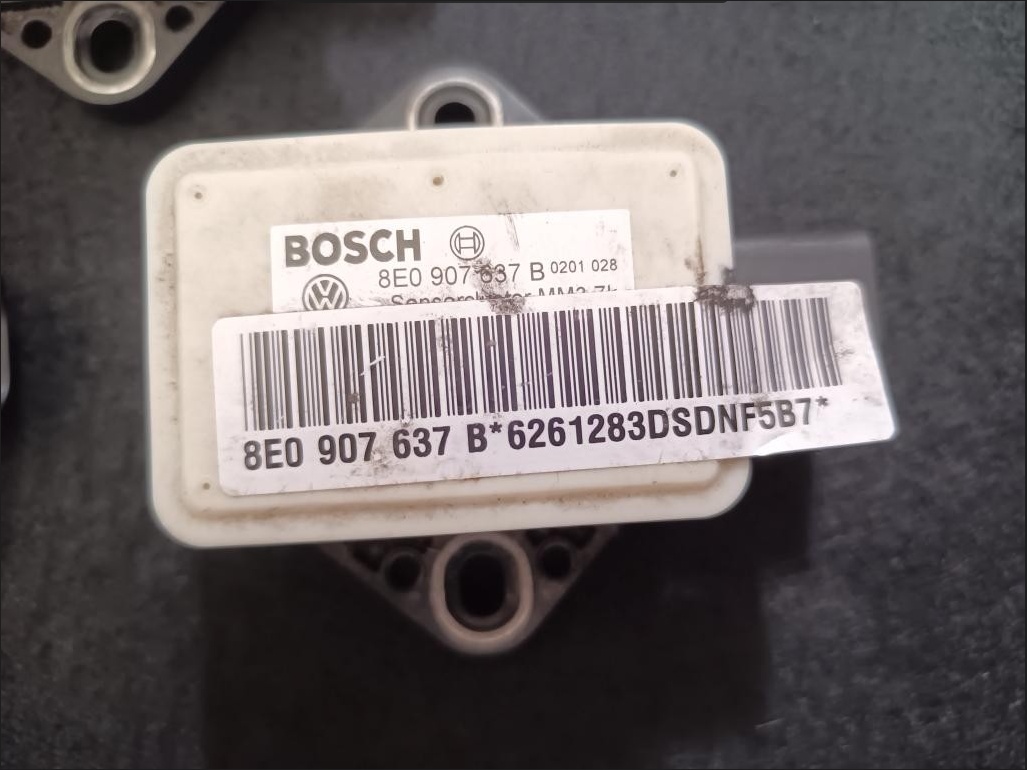 BOSCH
8E0 907 637 B 0201 028
8E0 907 637 B*6261283DSDNF5B7*